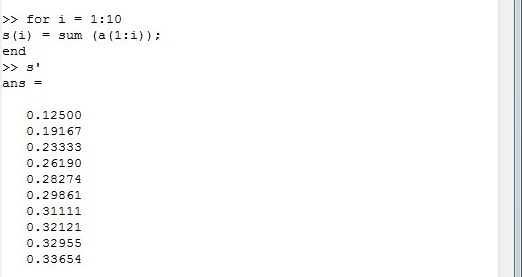 >> for i = 1:10
s(i) = sum (a(1:i));
end
>> s'
ans =
0.12500
0.19167
0.23333
0.26190
0.28274
0.29861
0.31111
0.32121
0.32955
0.33654